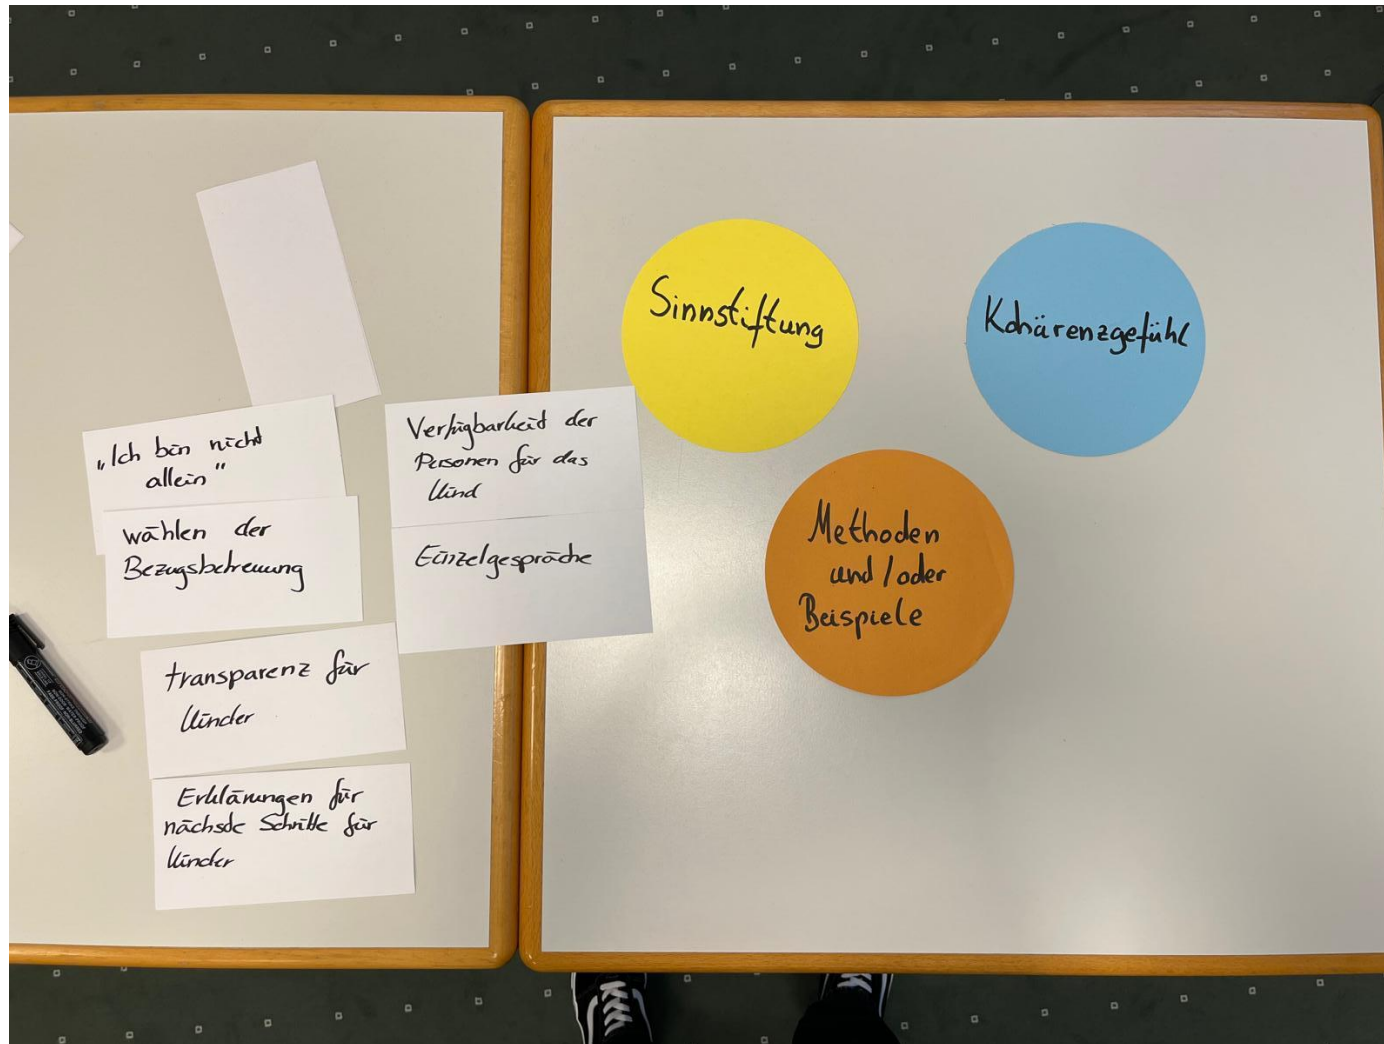 „Ich bin nicht
allein"
wählen der
Bezugsbetreuung
transparenz für
Kinder
Erklärungen für
nächste Schritte für
Kinder
Verfügbarkeit der
Personen für das
Kind
Einzelgespräche
Sinnstiftung
Kohärenzgefühl
Methoden
und / oder
Beispiele